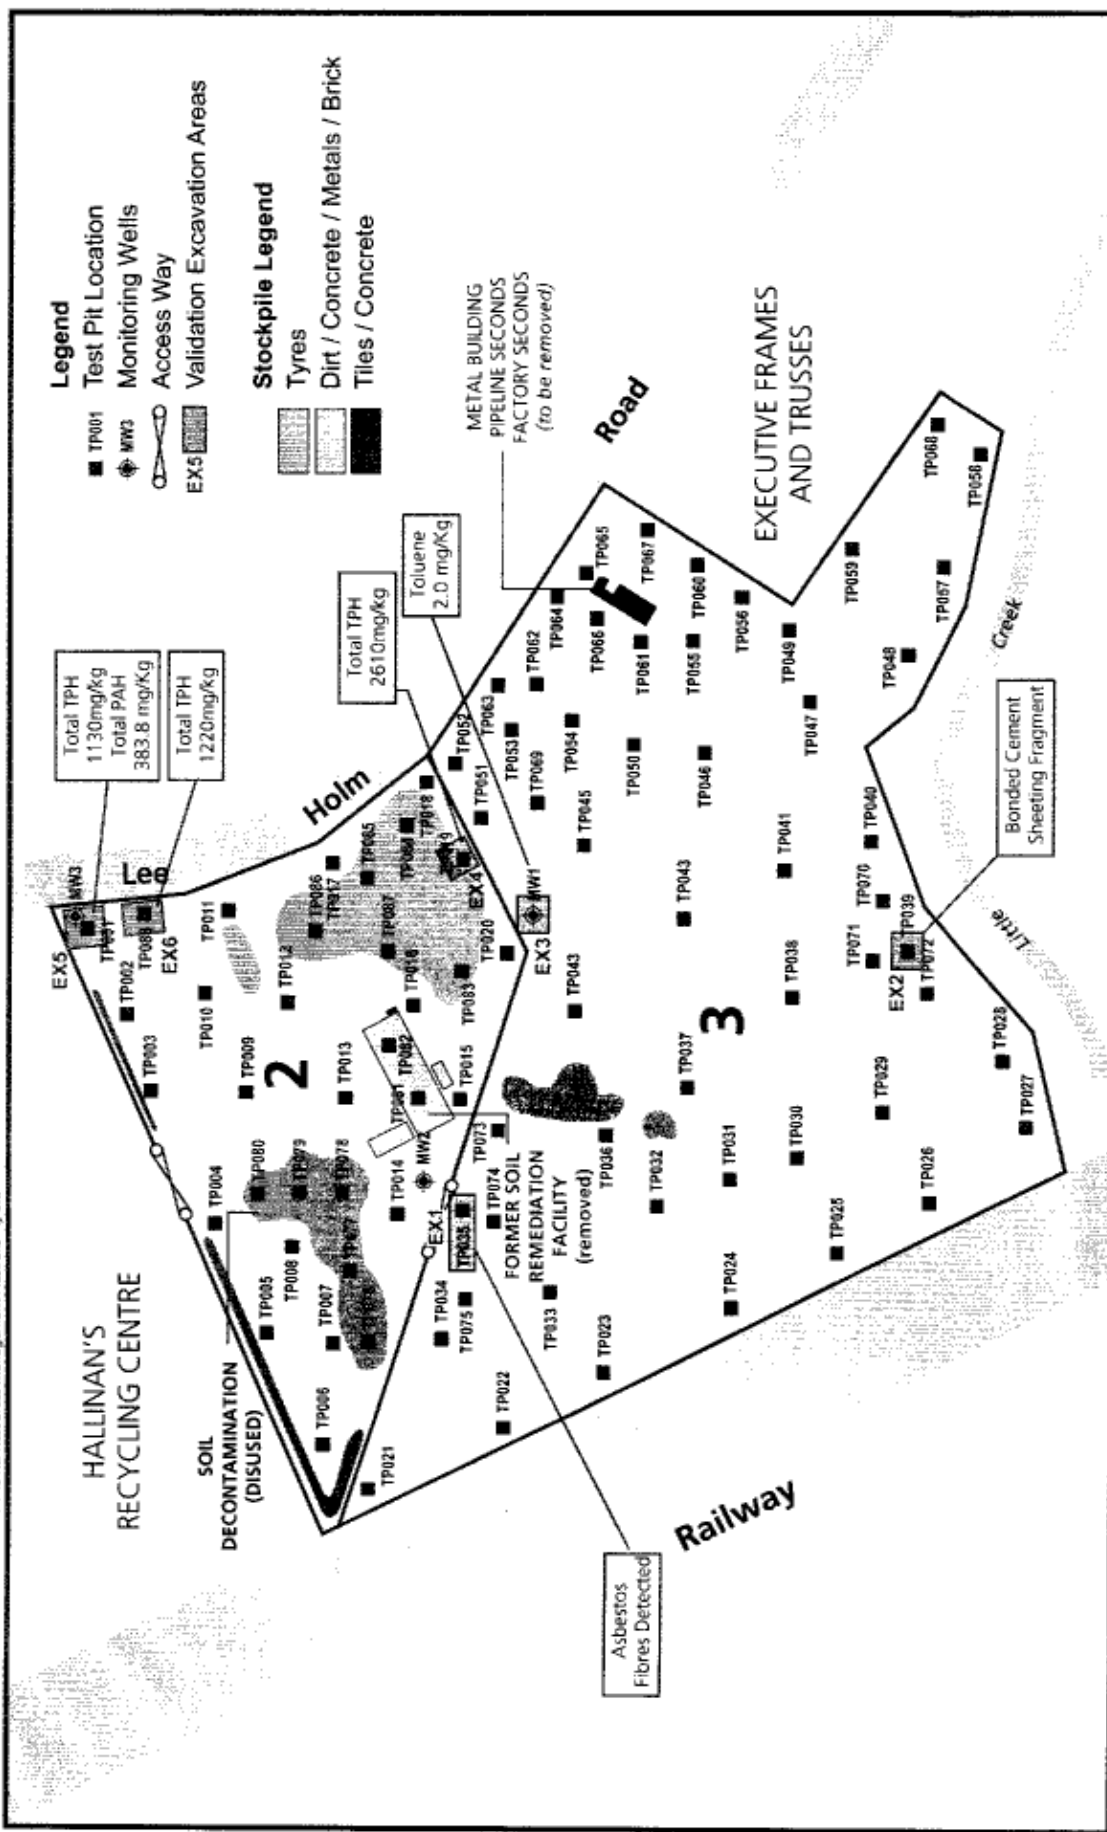 Legend
TP001 Test Pit Location
MW3 Monitoring Wells
Access Way
EX5 Validation Excavation Areas
Stockpile Legend
Tyres
Dirt / Concrete / Metals / Brick
Tiles / Concrete
HALLINAN'S
RECYCLING CENTRE
SOIL
DECONTAMINATION
(DISUSED)
Total TPH
1130mg/kg
Total PAH
383.8 mg/Kg
Total TPH
1220mg/kg
Total TPH
2610mg/kg
Toluene
2.0 mg/Kg
METAL BUILDING
PIPELINE SECONDS
FACTORY SECONDS
(to be removed)
EXECUTIVE FRAMES
AND TRUSSES
Lee
Holm
Road
Railway
Little
Creek
Asbestos
Fibres Detected
Bonded Cement
Sheeting Fragment
FORMER SOIL
REMEDIATION
FACILITY
(removed)
2
3
EX5
MW3
TP001
TP002
TP088
EX6
TP003
TP004
TP005
TP006
TP007
TP008
TP009
TP010
TP011
TP012
TP013
TP014
TP015
TP016
TP017
TP018
TP020
TP021
TP077
TP078
TP079
TP080
TP081
TP082
TP083
TP085
TP086
TP087
MW2
EX4
EX1
TP035
EX3
MW1
TP022
TP023
TP024
TP025
TP026
TP027
TP028
TP029
TP030
TP031
TP032
TP033
TP034
TP075
TP074
TP073
TP036
TP037
TP038
TP043
TP043
TP071
TP070
TP039
EX2
TP072
TP040
TP041
TP045
TP046
TP047
TP048
TP049
TP050
TP051
TP052
TP053
TP054
TP055
TP056
TP057
TP058
TP059
TP060
TP061
TP062
TP063
TP064
TP065
TP066
TP067
TP068
TP069